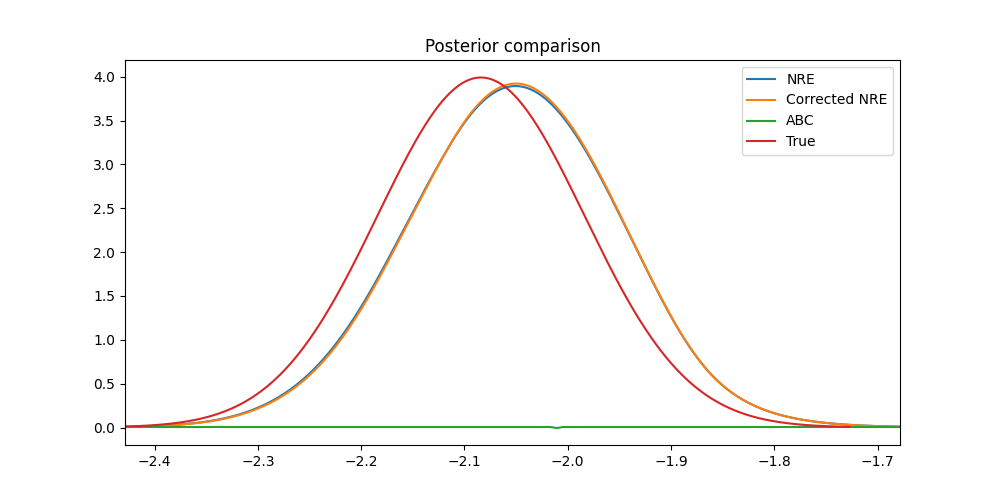 Posterior comparison
NRE
Corrected NRE
ABC
True
4.0
3.5
3.0
2.5
2.0
1.5
1.0
0.5
0.0
−2.4 −2.3 −2.2 −2.1 −2.0 −1.9 −1.8 −1.7